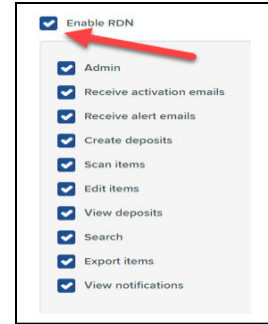 Enable RDN
Admin
Receive activation emails
Receive alert emails
Create deposits
Scan items
Edit items
View deposits
Search
Export items
View notifications